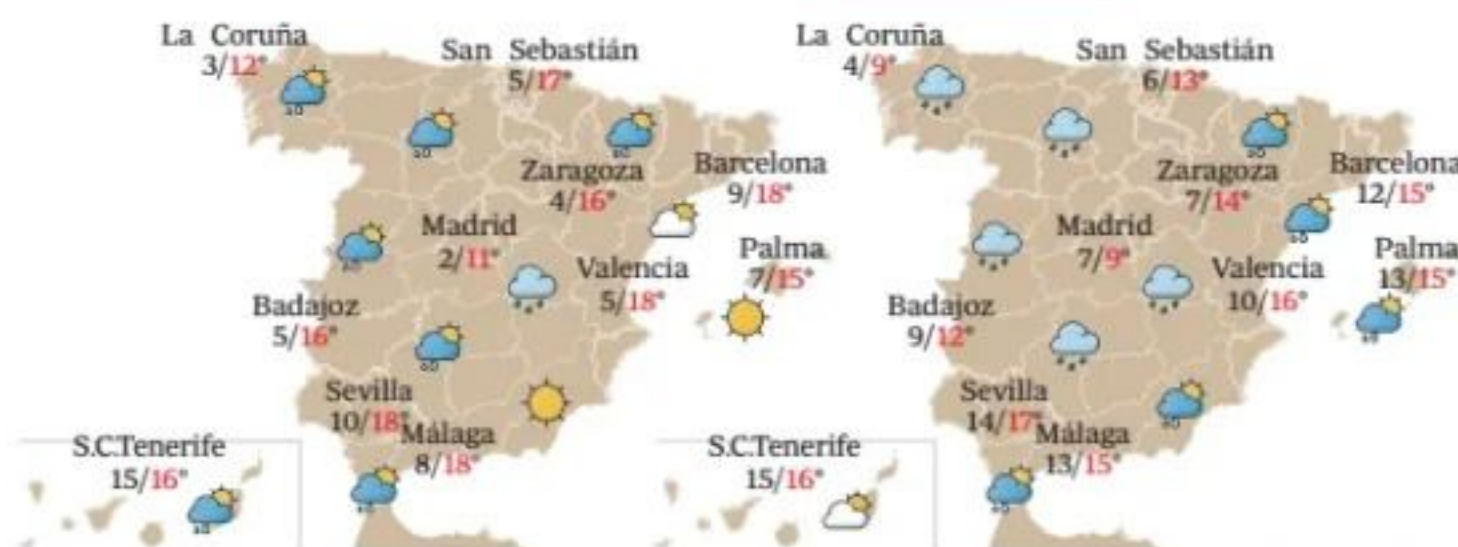 La Coruña
3/12°
San Sebastián
5/17°
Zaragoza
4/16°
Barcelona
9/18°
Madrid
2/11°
Valencia
5/18°
Palma
7/15°
Badajoz
5/16°
Sevilla
10/18°
Málaga
8/18°
S.C.Tenerife
15/16°
La Coruña
4/9°
San Sebastián
6/13°
Zaragoza
7/14°
Barcelona
12/15°
Madrid
7/9°
Valencia
10/16°
Palma
13/15°
Badajoz
9/12°
Sevilla
14/17°
Málaga
13/15°
S.C.Tenerife
15/16°